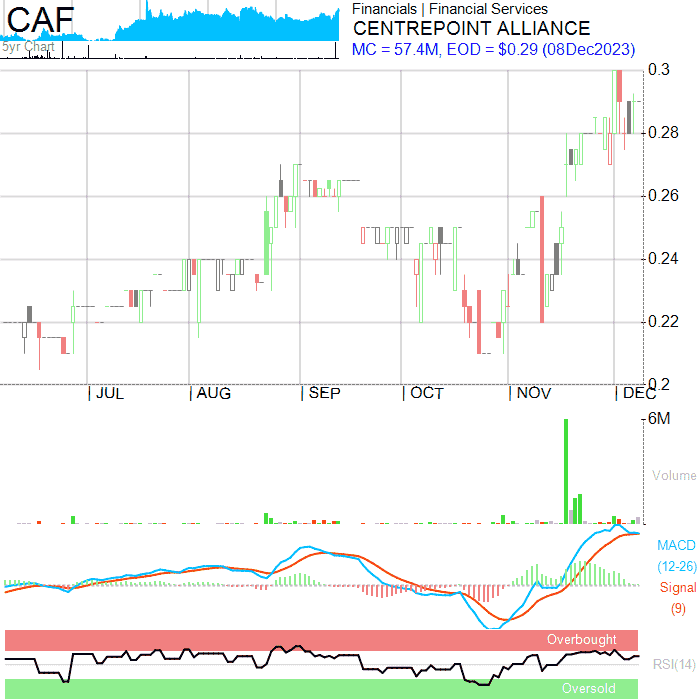 CAF
5yr Chart
Financials | Financial Services
CENTREPOINT ALLIANCE
MC = 57.4M, EOD = $0.29 (08Dec2023)
0.3
0.28
0.26
0.24
0.22
0.2
JUL AUG SEP OCT NOV DEC
6M
Volume
MACD
(12-26)
Signal
(9)
Overbought
RSI(14)
Oversold